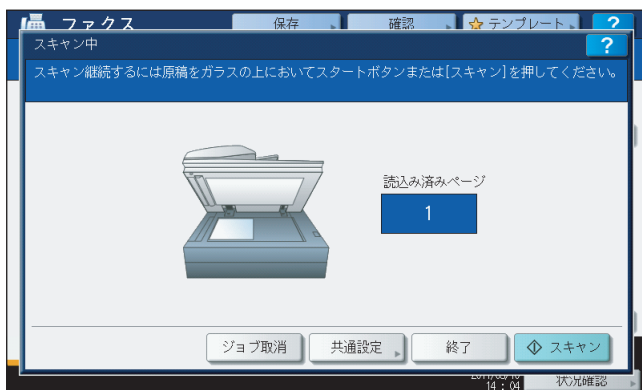 ファクス 保存 確認 テンプレート ?
スキャン中 ?
スキャン継続するには原稿をガラスの上においてスタートボタンまたは[スキャン]を押してください。
読込み済みページ
1
ジョブ取消 共通設定 終了 スキャン
14:04 状況確認